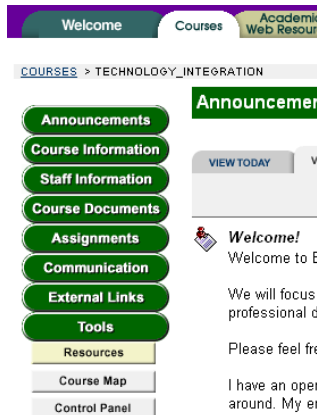 Welcome
Courses
Academic
Web Resour
COURSES > TECHNOLOGY_INTEGRATION
Announcemen
Announcements
Course Information
Staff Information
Course Documents
Assignments
Communication
External Links
Tools
Resources
Course Map
Control Panel
VIEW TODAY
Welcome!
Welcome to
We will focus
professional d
Please feel fre
I have an oper
around. My em